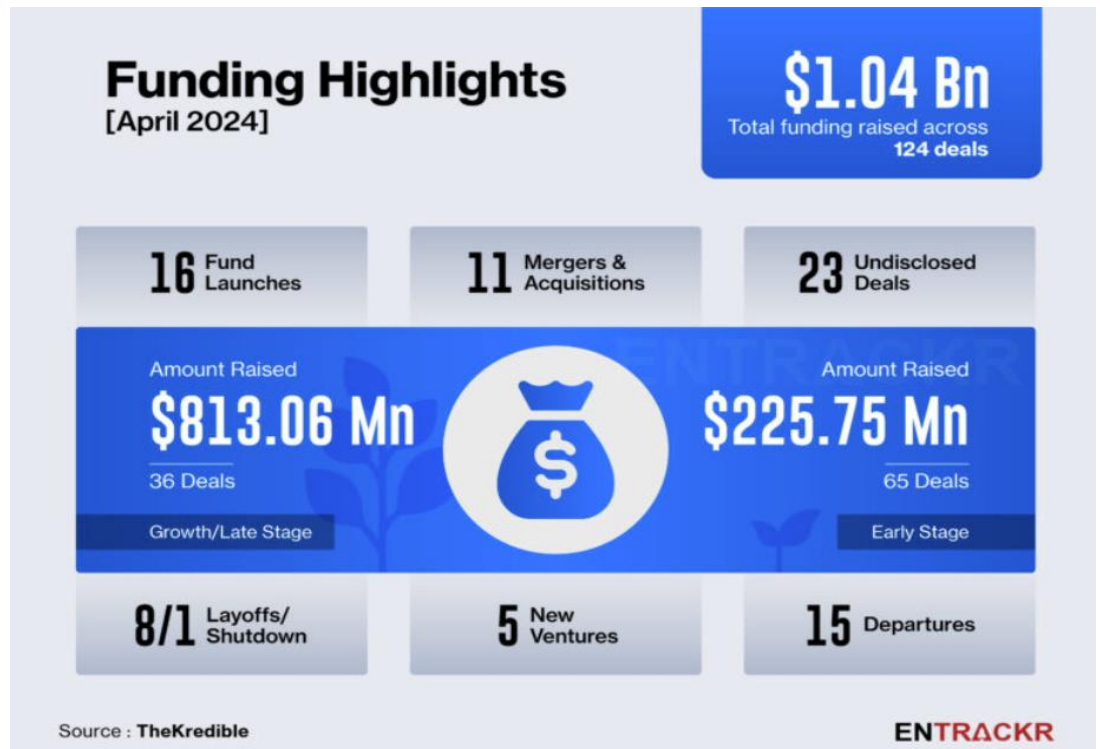 Funding Highlights
[April 2024]
$1.04 Bn
Total funding raised across
124 deals
16 Fund
Launches
11 Mergers &
Acquisitions
23 Undisclosed
Deals
ENTRACKR
Amount Raised
$813.06 Mn
36 Deals
Growth/Late Stage
$
Amount Raised
$225.75 Mn
65 Deals
Early Stage
8/1 Layoffs/
Shutdown
5 New
Ventures
15 Departures
Source : TheKredible
ENTRACKR